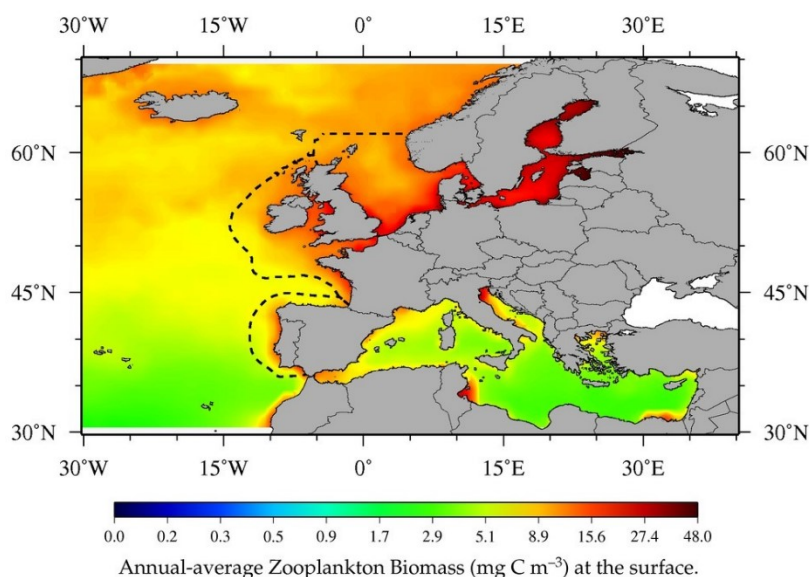 30˚W 15˚W 0˚ 15˚E 30˚E
60˚N 60˚N
45˚N 45˚N
30˚N 30˚N
30˚W 15˚W 0˚ 15˚E 30˚E
0.0 0.2 0.3 0.5 0.9 1.7 2.9 5.1 8.9 15.6 27.4 48.0
Annual-average Zooplankton Biomass (mg C m⁻³) at the surface.